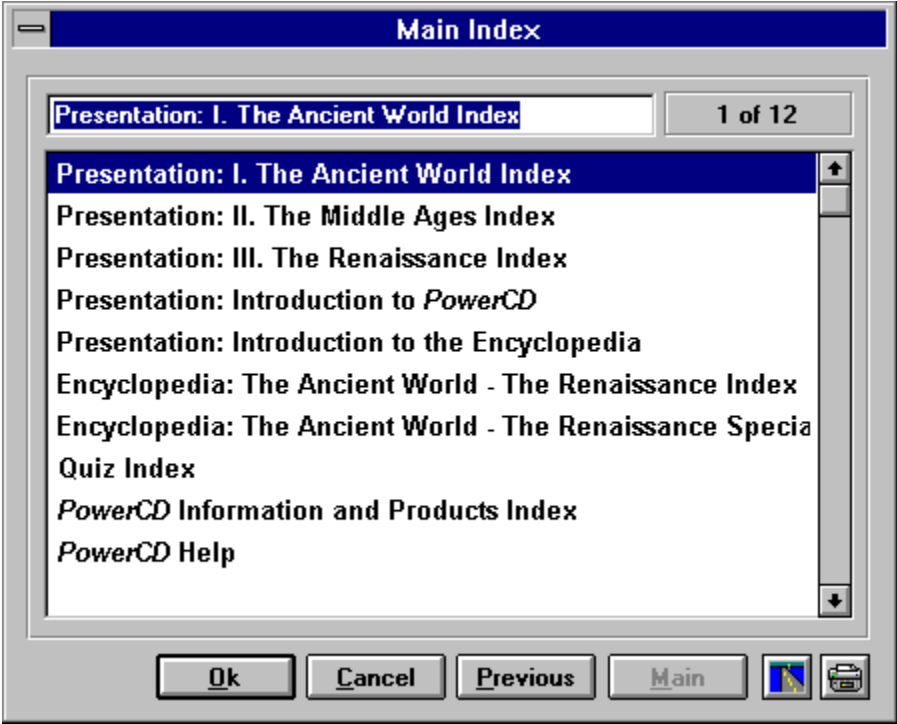 Main Index
Presentation: I. The Ancient World Index
1 of 12
Presentation: I. The Ancient World Index
Presentation: II. The Middle Ages Index
Presentation: III. The Renaissance Index
Presentation: Introduction to PowerCD
Presentation: Introduction to the Encyclopedia
Encyclopedia: The Ancient World - The Renaissance Index
Encyclopedia: The Ancient World - The Renaissance Specia
Quiz Index
PowerCD Information and Products Index
PowerCD Help
Ok Cancel Previous Main